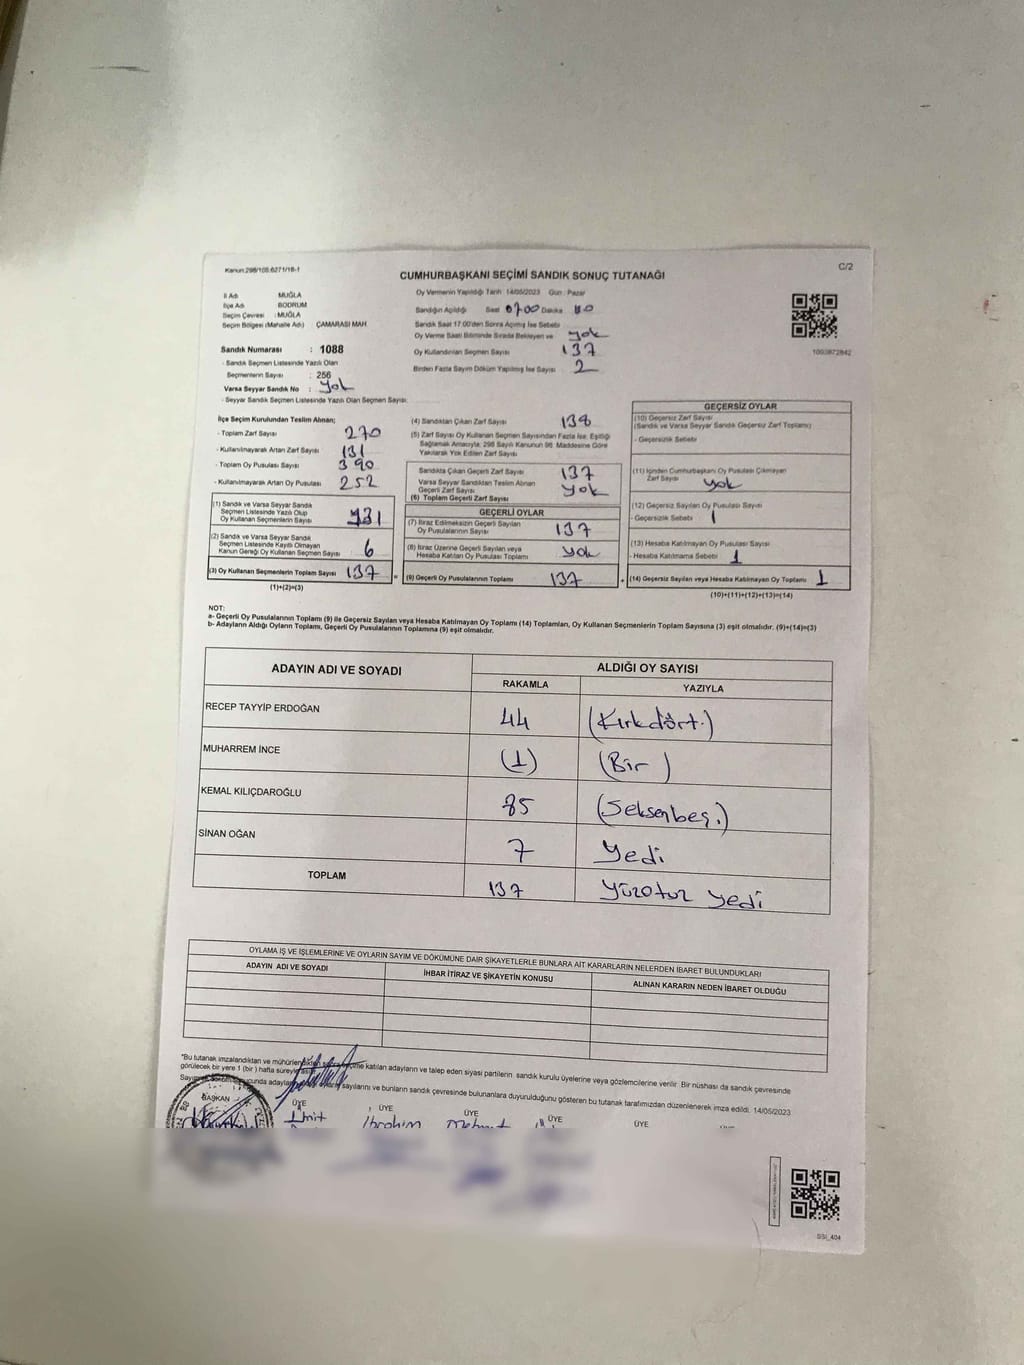 Kanun:298/108.6271/18-1
C/2
CUMHURBAŞKANI SEÇİMİ SANDIK SONUÇ TUTANAĞI
İl Adı MUĞLA
İlçe Adı BODRUM
Seçim Çevresi : MUĞLA
Seçim Bölgesi (Mahalle Adı) ÇAMARASI MAH.
Sandık Numarası : 1088
- Sandık Seçmen Listesinde Yazılı Olan
Seçmenlerin Sayısı : 256
Varsa Seyyar Sandık No : yok
- Seyyar Sandık Seçmen Listesinde Yazılı Olan Seçmen Sayısı:
Oy Vermenin Yapıldığı Tarih 14/05/2023 Gün : Pazar
Sandığın Açıldığı Saat Dakika
Sandık Saat 17:00'den Sonra Açılmış İse Sebebi
Oy Verme Saati Bitiminde Sırada Bekleyen ve yok
Oy Kullandırılan Seçmen Sayısı 137
Birden Fazla Sayım Döküm Yapılmış İse Sayısı 2
1093872842
İlçe Seçim Kurulundan Teslim Alınan;
- Toplam Zarf Sayısı 270
- Kullanılmayarak Artan Zarf Sayısı 131
- Toplam Oy Pusulası Sayısı 390
- Kullanılmayarak Artan Oy Pusulası 252
(1) Sandık ve Varsa Seyyar Sandık
Seçmen Listesinde Yazılı Olup
Oy Kullanan Seçmenlerin Sayısı 131
(2) Sandık ve Varsa Seyyar Sandık
Seçmen Listesinde Kayıtlı Olmayan
Kanun Gereği Oy Kullanan Seçmen Sayısı 6
(3) Oy Kullanan Seçmenlerin Toplam Sayısı 137
(1)+(2)=(3)
(4) Sandıktan Çıkan Zarf Sayısı 138
(5) Zarf Sayısı Oy Kullanan Seçmen Sayısından Fazla İse, Eşitliği
Sağlamak Amacıyla, 298 Sayılı Kanunun 98. Maddesine Göre
Yakılarak Yok Edilen Zarf Sayısı
Sandıkta Çıkan Geçerli Zarf Sayısı 137
Varsa Seyyar Sandıktan Teslim Alınan
Geçerli Zarf Sayısı yok
(6) Toplam Geçerli Zarf Sayısı
GEÇERLİ OYLAR
(7) İtiraz Edilmeksizin Geçerli Sayılan
Oy Pusulalarının Sayısı 137
(8) İtiraz Üzerine Geçerli Sayılan veya
Hesaba Katılan Oy Pusulası Toplamı yok
(9) Geçerli Oy Pusulalarının Toplamı 137
GEÇERSİZ OYLAR
(10) Geçersiz Zarf Sayısı
(Sandık ve Varsa Seyyar Sandık Geçersiz Zarf Toplamı)
- Geçersizlik Sebebi
(11) İçinden Cumhurbaşkanı Oy Pusulası Çıkmayan
Zarf Sayısı yok
(12) Geçersiz Sayılan Oy Pusulası Sayısı
- Geçersizlik Sebebi 1
(13) Hesaba Katılmayan Oy Pusulası Sayısı
- Hesaba Katılmama Sebebi 1
(14) Geçersiz Sayılan veya Hesaba Katılmayan Oy Toplamı 1
(10)+(11)+(12)+(13)=(14)
NOT:
a- Geçerli Oy Pusulalarının Toplamı (9) ile Geçersiz Sayılan veya Hesaba Katılmayan Oy Toplamı (14) Toplamları, Oy Kullanan Seçmenlerin Toplam Sayısına (3) eşit olmalıdır. (9)+(14)=(3)
b- Adayların Aldığı Oyların Toplamı, Geçerli Oy Pusulalarının Toplamına (9) eşit olmalıdır.
ADAYIN ADI VE SOYADI ALDIĞI OY SAYISI
RAKAMLA YAZIYLA
RECEP TAYYİP ERDOĞAN 44 (Kırkdört.)
MUHARREM İNCE (1) (Bir )
KEMAL KILIÇDAROĞLU 85 (Seksenbeş.)
SİNAN OĞAN 7 Yedi
TOPLAM 137 Yüzotuz yedi
OYLAMA İŞ VE İŞLEMLERİNE VE OYLARIN SAYIM VE DÖKÜMÜNE DAİR ŞİKAYETLERLE BUNLARA AİT KARARLARIN NELERDEN İBARET BULUNDUKLARI
ADAYIN ADI VE SOYADI İHBAR İTİRAZ VE ŞİKAYETİN KONUSU ALINAN KARARIN NEDEN İBARET OLDUĞU
*Bu tutanak imzalandıktan ve mühürlendikten katılan adayların ve talep eden siyasi partilerin, sandık kurulu üyelerine veya gözlemcilerine verilir. Bir nüshası da sandık çevresinde
görülecek bir yere 1 (bir) hafta süreyle
sayılarını ve bunların sandık çevresinde bulunanlara duyurulduğunu gösteren bu tutanak tarafımızdan düzenlenerek imza edildi. 14/05/2023
BAŞKAN ÜYE ÜYE ÜYE ÜYE ÜYE
Ümit İbrahim Mehmet
SSİ_404